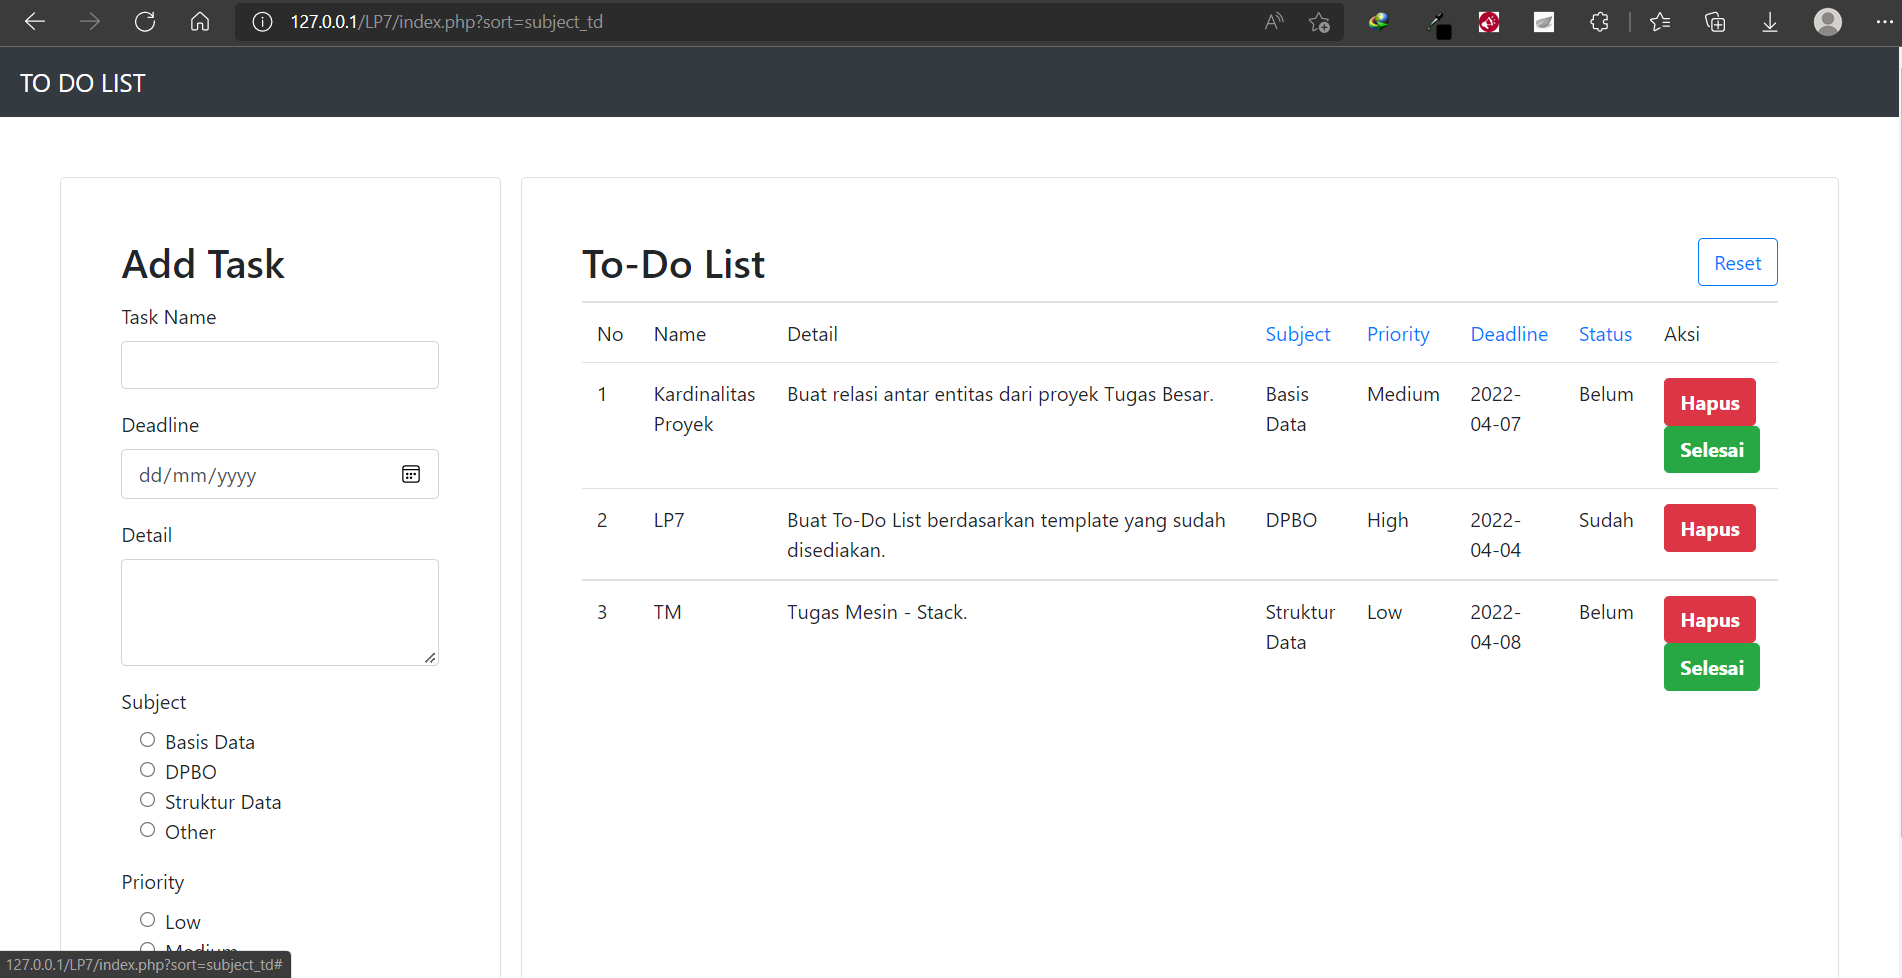 127.0.0.1/LP7/index.php?sort=subject_td
TO DO LIST
Add Task
Task Name
Deadline
dd/mm/yyyy
Detail
Subject
Basis Data
DPBO
Struktur Data
Other
Priority
Low
Medium
To-Do List
Reset
No Name Detail Subject Priority Deadline Status Aksi
1 Kardinalitas Buat relasi antar entitas dari proyek Tugas Besar. Basis Medium 2022- Belum Hapus
Proyek Data 04-07 Selesai
2 LP7 Buat To-Do List berdasarkan template yang sudah DPBO High 2022- Sudah Hapus
disediakan. 04-04
3 TM Tugas Mesin - Stack. Struktur Low 2022- Belum Hapus
Data 04-08 Selesai
127.0.0.1/LP7/index.php?sort=subject_td#